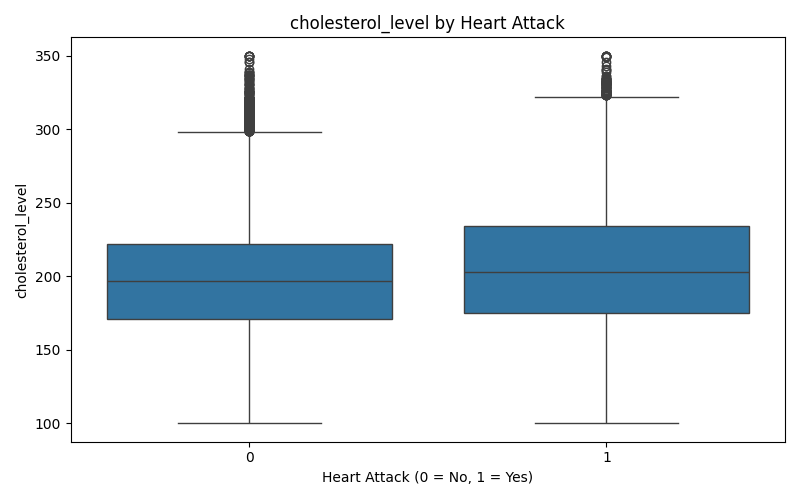 cholesterol_level by Heart Attack
350
300
250
200
150
100
cholesterol_level
0
1
Heart Attack (0 = No, 1 = Yes)